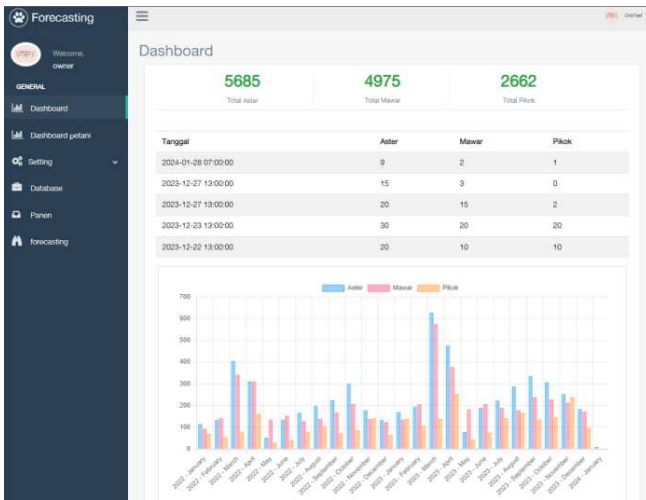 Forecasting
owner
Welcome,
owner
Dashboard
GENERAL
5685
4975
2662
Total Aster
Total Mawar
Total Pikok
Dashboard
Dashboard petani
Setting
Database
Panen
forecasting
Tanggal Aster Mawar Pikok
2024-01-28 07:00:00 9 2 1
2023-12-27 13:00:00 15 3 0
2023-12-27 13:00:00 20 15 2
2023-12-23 13:00:00 30 20 20
2023-12-22 13:00:00 20 10 10
Aster Mawar Pikok
700
600
500
400
300
200
100
0
2022 - January
2022 - February
2022 - March
2022 - April
2022 - May
2022 - June
2022 - July
2022 - August
2022 - September
2022 - October
2022 - November
2022 - December
2023 - January
2023 - February
2023 - March
2023 - April
2023 - May
2023 - June
2023 - July
2023 - August
2023 - September
2023 - October
2023 - November
2023 - December
2024 - January